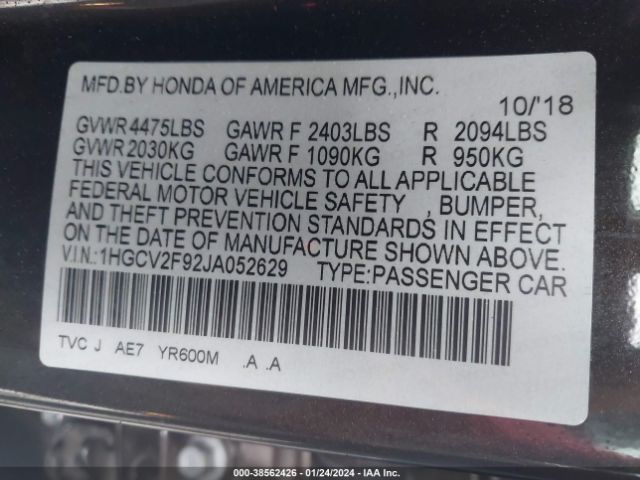 MFD.BY HONDA OF AMERICA MFG.,INC.
10/'18
GVWR 4475LBS GAWR F 2403LBS R 2094LBS
GVWR 2030KG GAWR F 1090KG R 950KG
THIS VEHICLE CONFORMS TO ALL APPLICABLE
FEDERAL MOTOR VEHICLE SAFETY , BUMPER,
AND THEFT PREVENTION STANDARDS IN EFFECT
ON THE DATE OF MANUFACTURE SHOWN ABOVE.
V.I.N.:1HGCV2F92JA052629 TYPE:PASSENGER CAR
TVC J AE7 YR600M .A .A
000-38562426 - 01/24/2024 - IAA Inc.